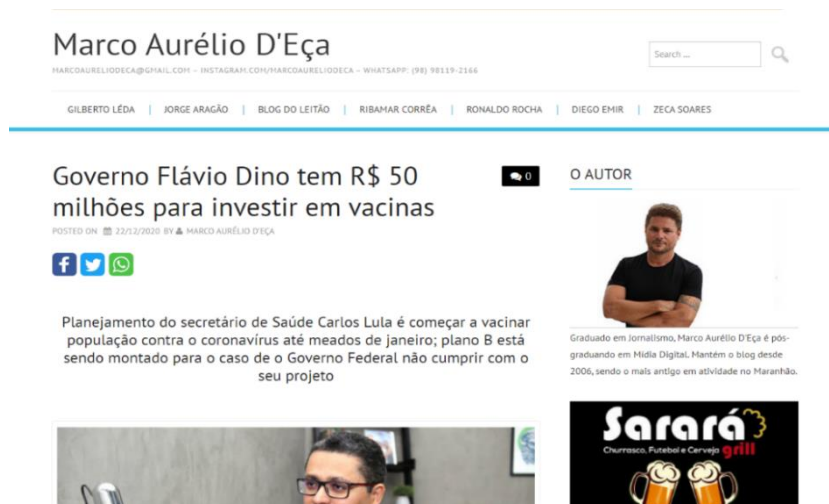 Marco Aurélio D'Eça
MARCOAURELIODECA@GMAIL.COM – INSTAGRAM.COM/MARCOAURELIODECA – WHATSAPP: (98) 98119-2166
Search ...
GILBERTO LÉDA | JORGE ARAGÃO | BLOG DO LEITÃO | RIBAMAR CORRÊA | RONALDO ROCHA | DIEGO EMIR | ZECA SOARES
Governo Flávio Dino tem R$ 50
milhões para investir em vacinas
0
POSTED ON 22/12/2020 BY MARCO AURÉLIO D'EÇA
Planejamento do secretário de Saúde Carlos Lula é começar a vacinar
população contra o coronavírus até meados de janeiro; plano B está
sendo montado para o caso de o Governo Federal não cumprir com o
seu projeto
O AUTOR
Graduado em Jornalismo, Marco Aurélio D'Eça é pós-
graduando em Mídia Digital. Mantém o blog desde
2006, sendo o mais antigo em atividade no Maranhão.
Sarará
Churrasco, Futebol e Cerveja grill